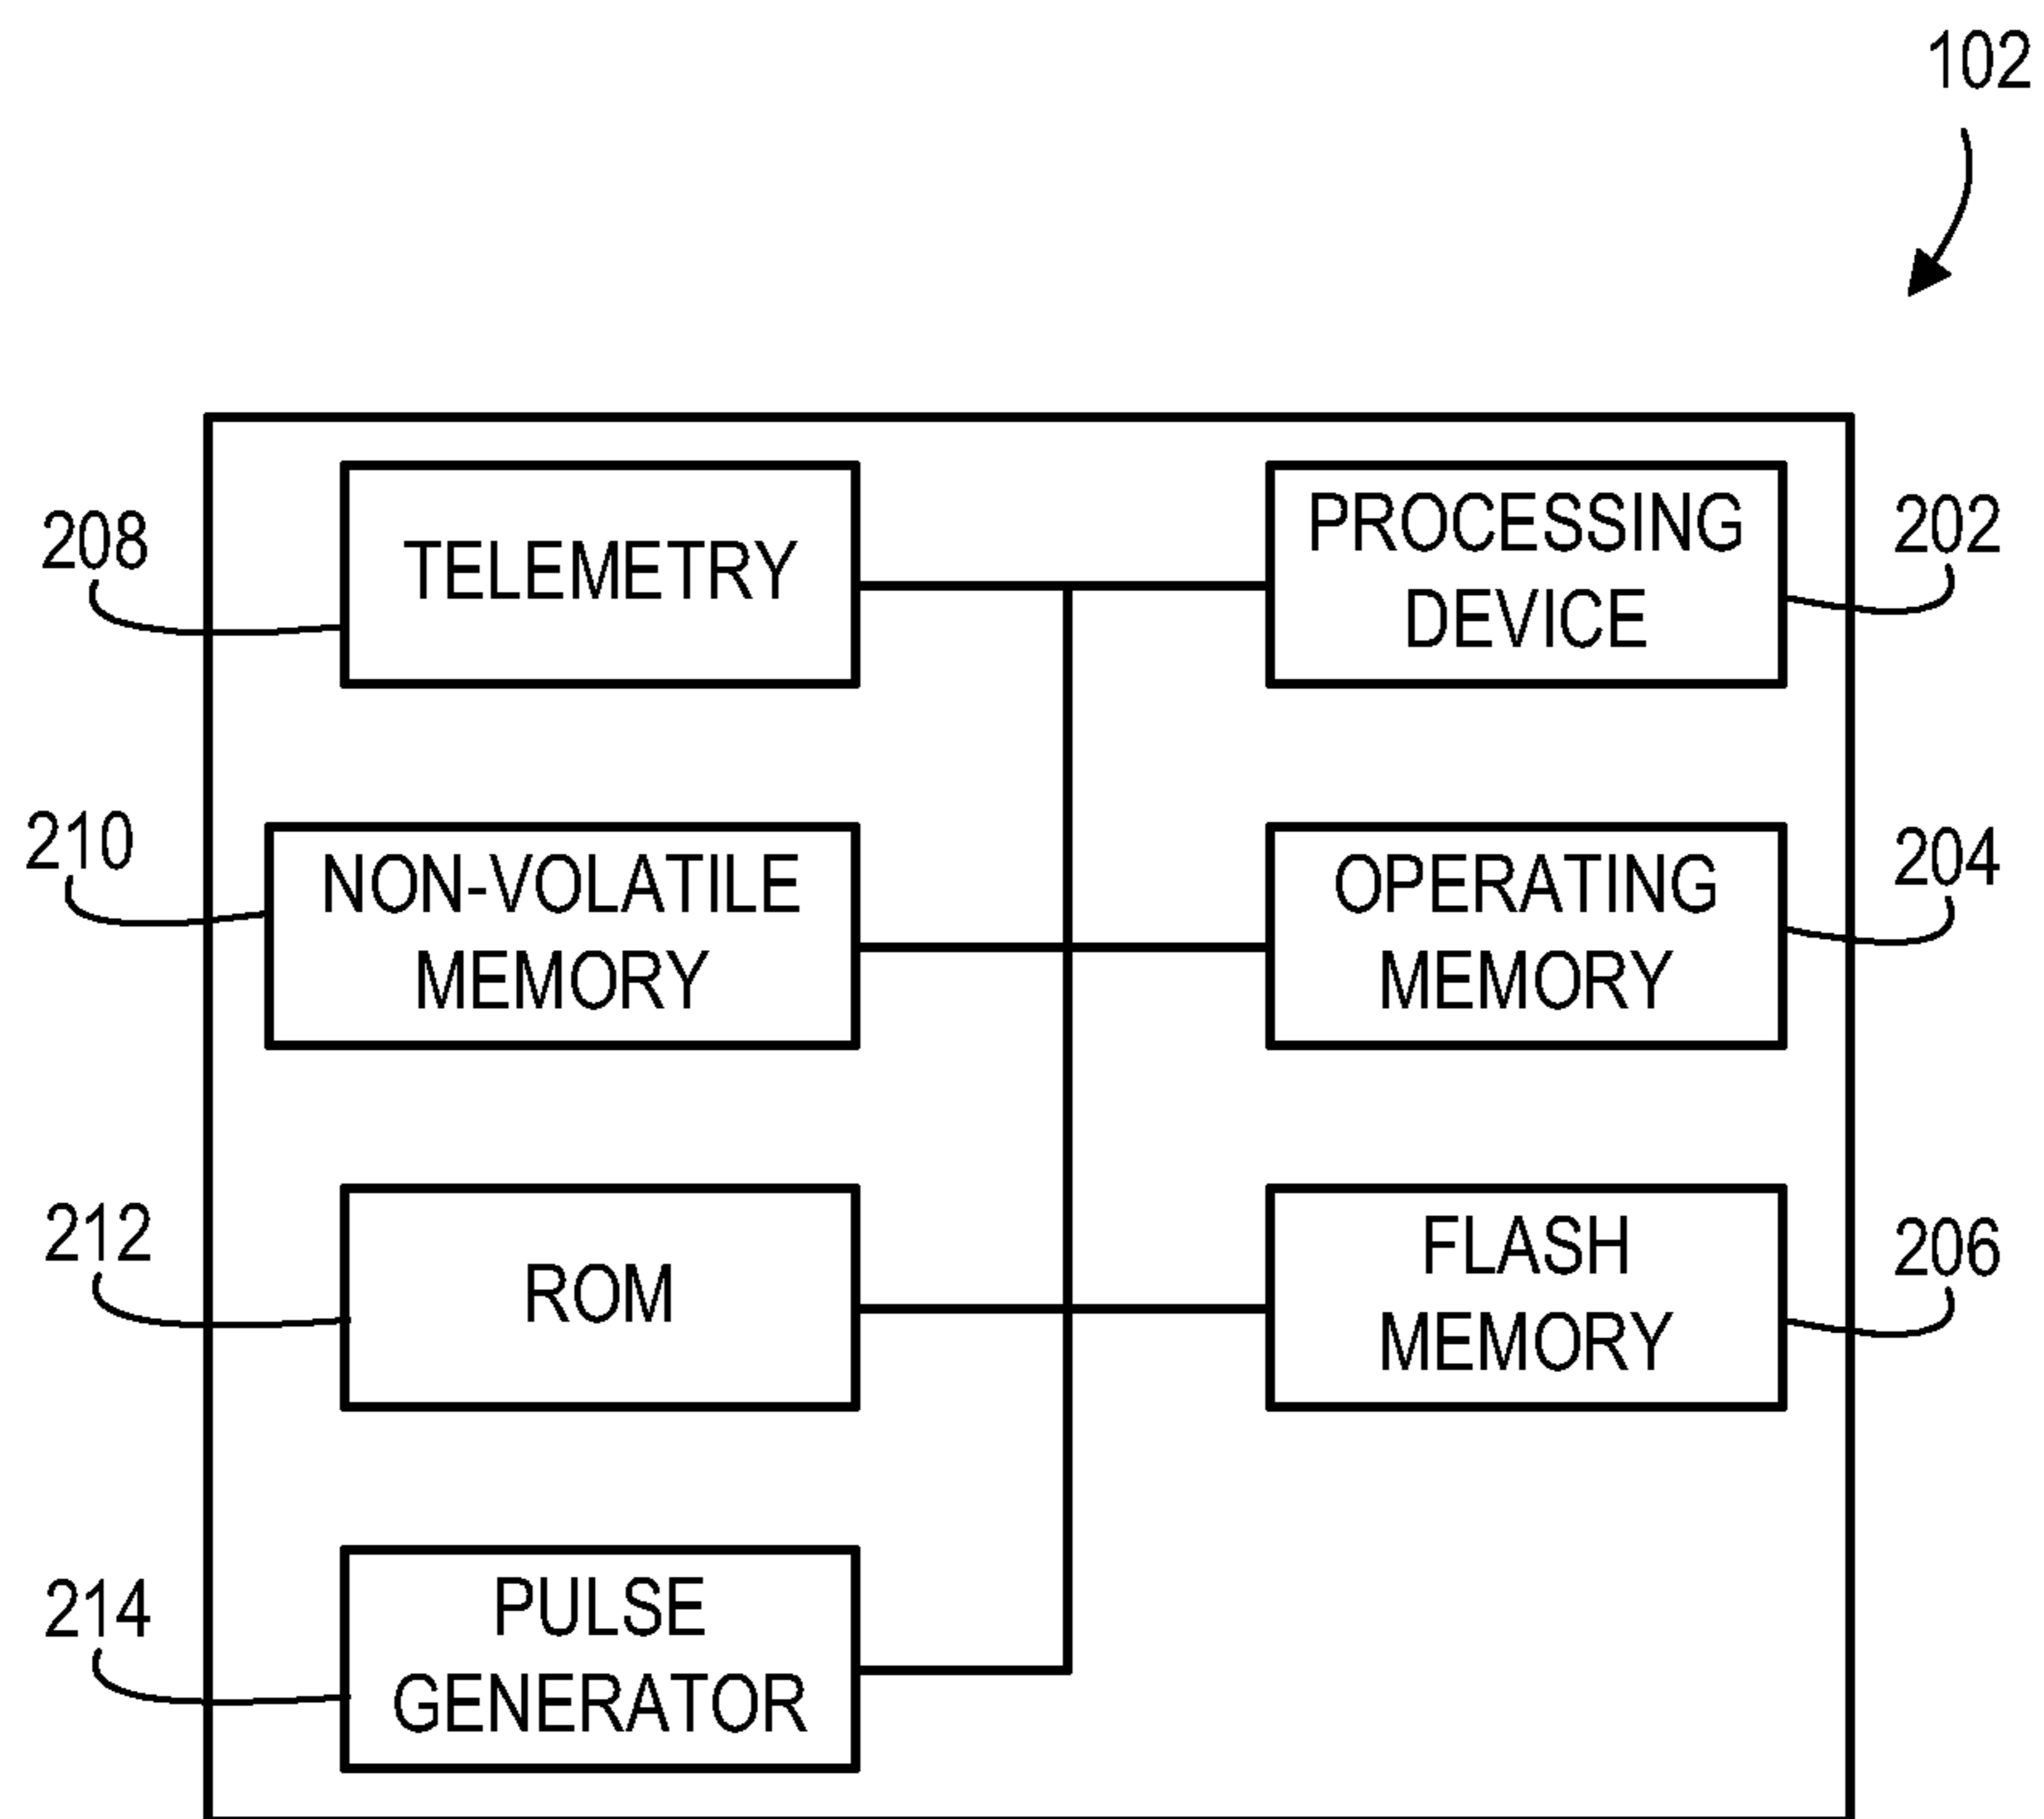 102
208
TELEMETRY
PROCESSING
DEVICE
202
210
NON-VOLATILE
MEMORY
OPERATING
MEMORY
204
212
ROM
FLASH
MEMORY
206
214
PULSE
GENERATOR